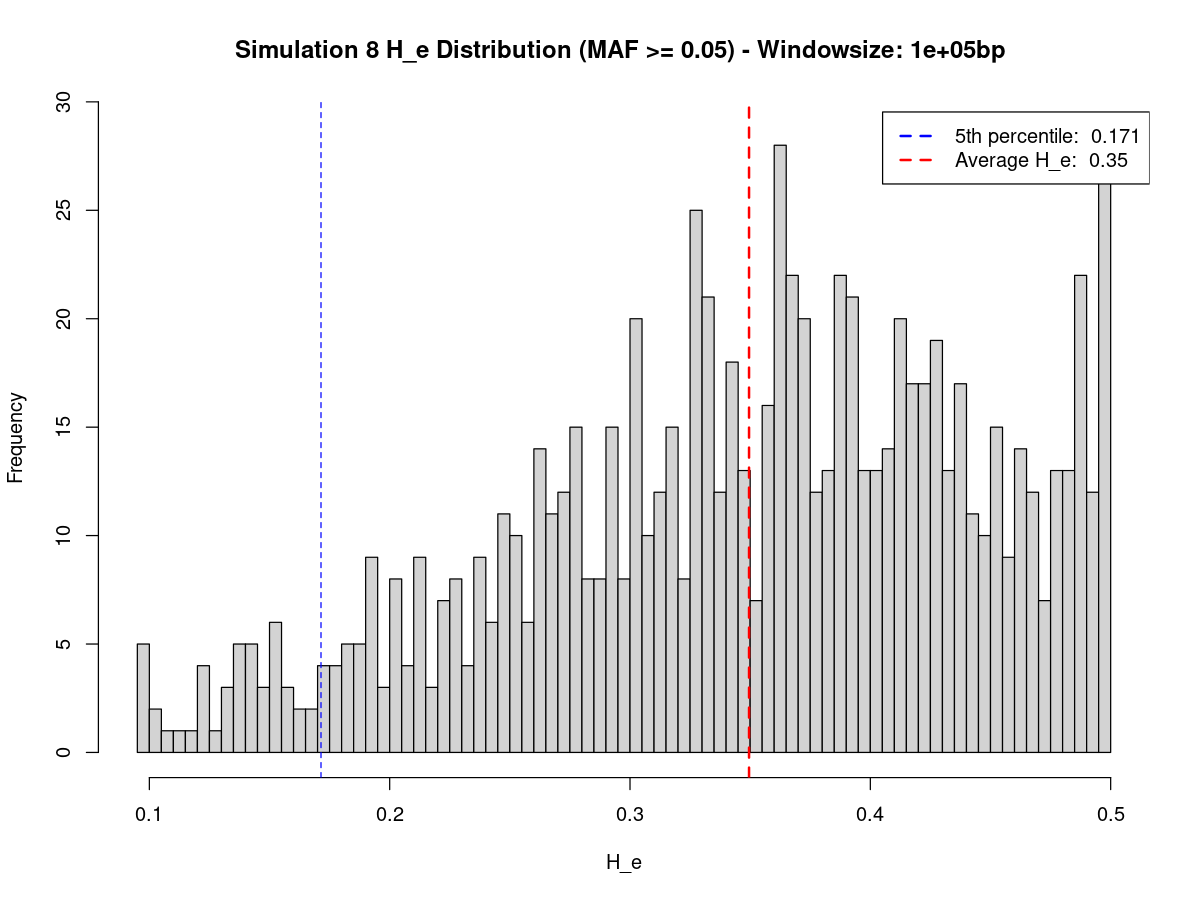 Simulation 8 H_e Distribution (MAF >= 0.05) - Windowsize: 1e+05bp
5th percentile:  0.171
Average H_e:  0.35
Frequency
30
25
20
15
10
5
0
0.1 0.2 0.3 0.4 0.5
H_e